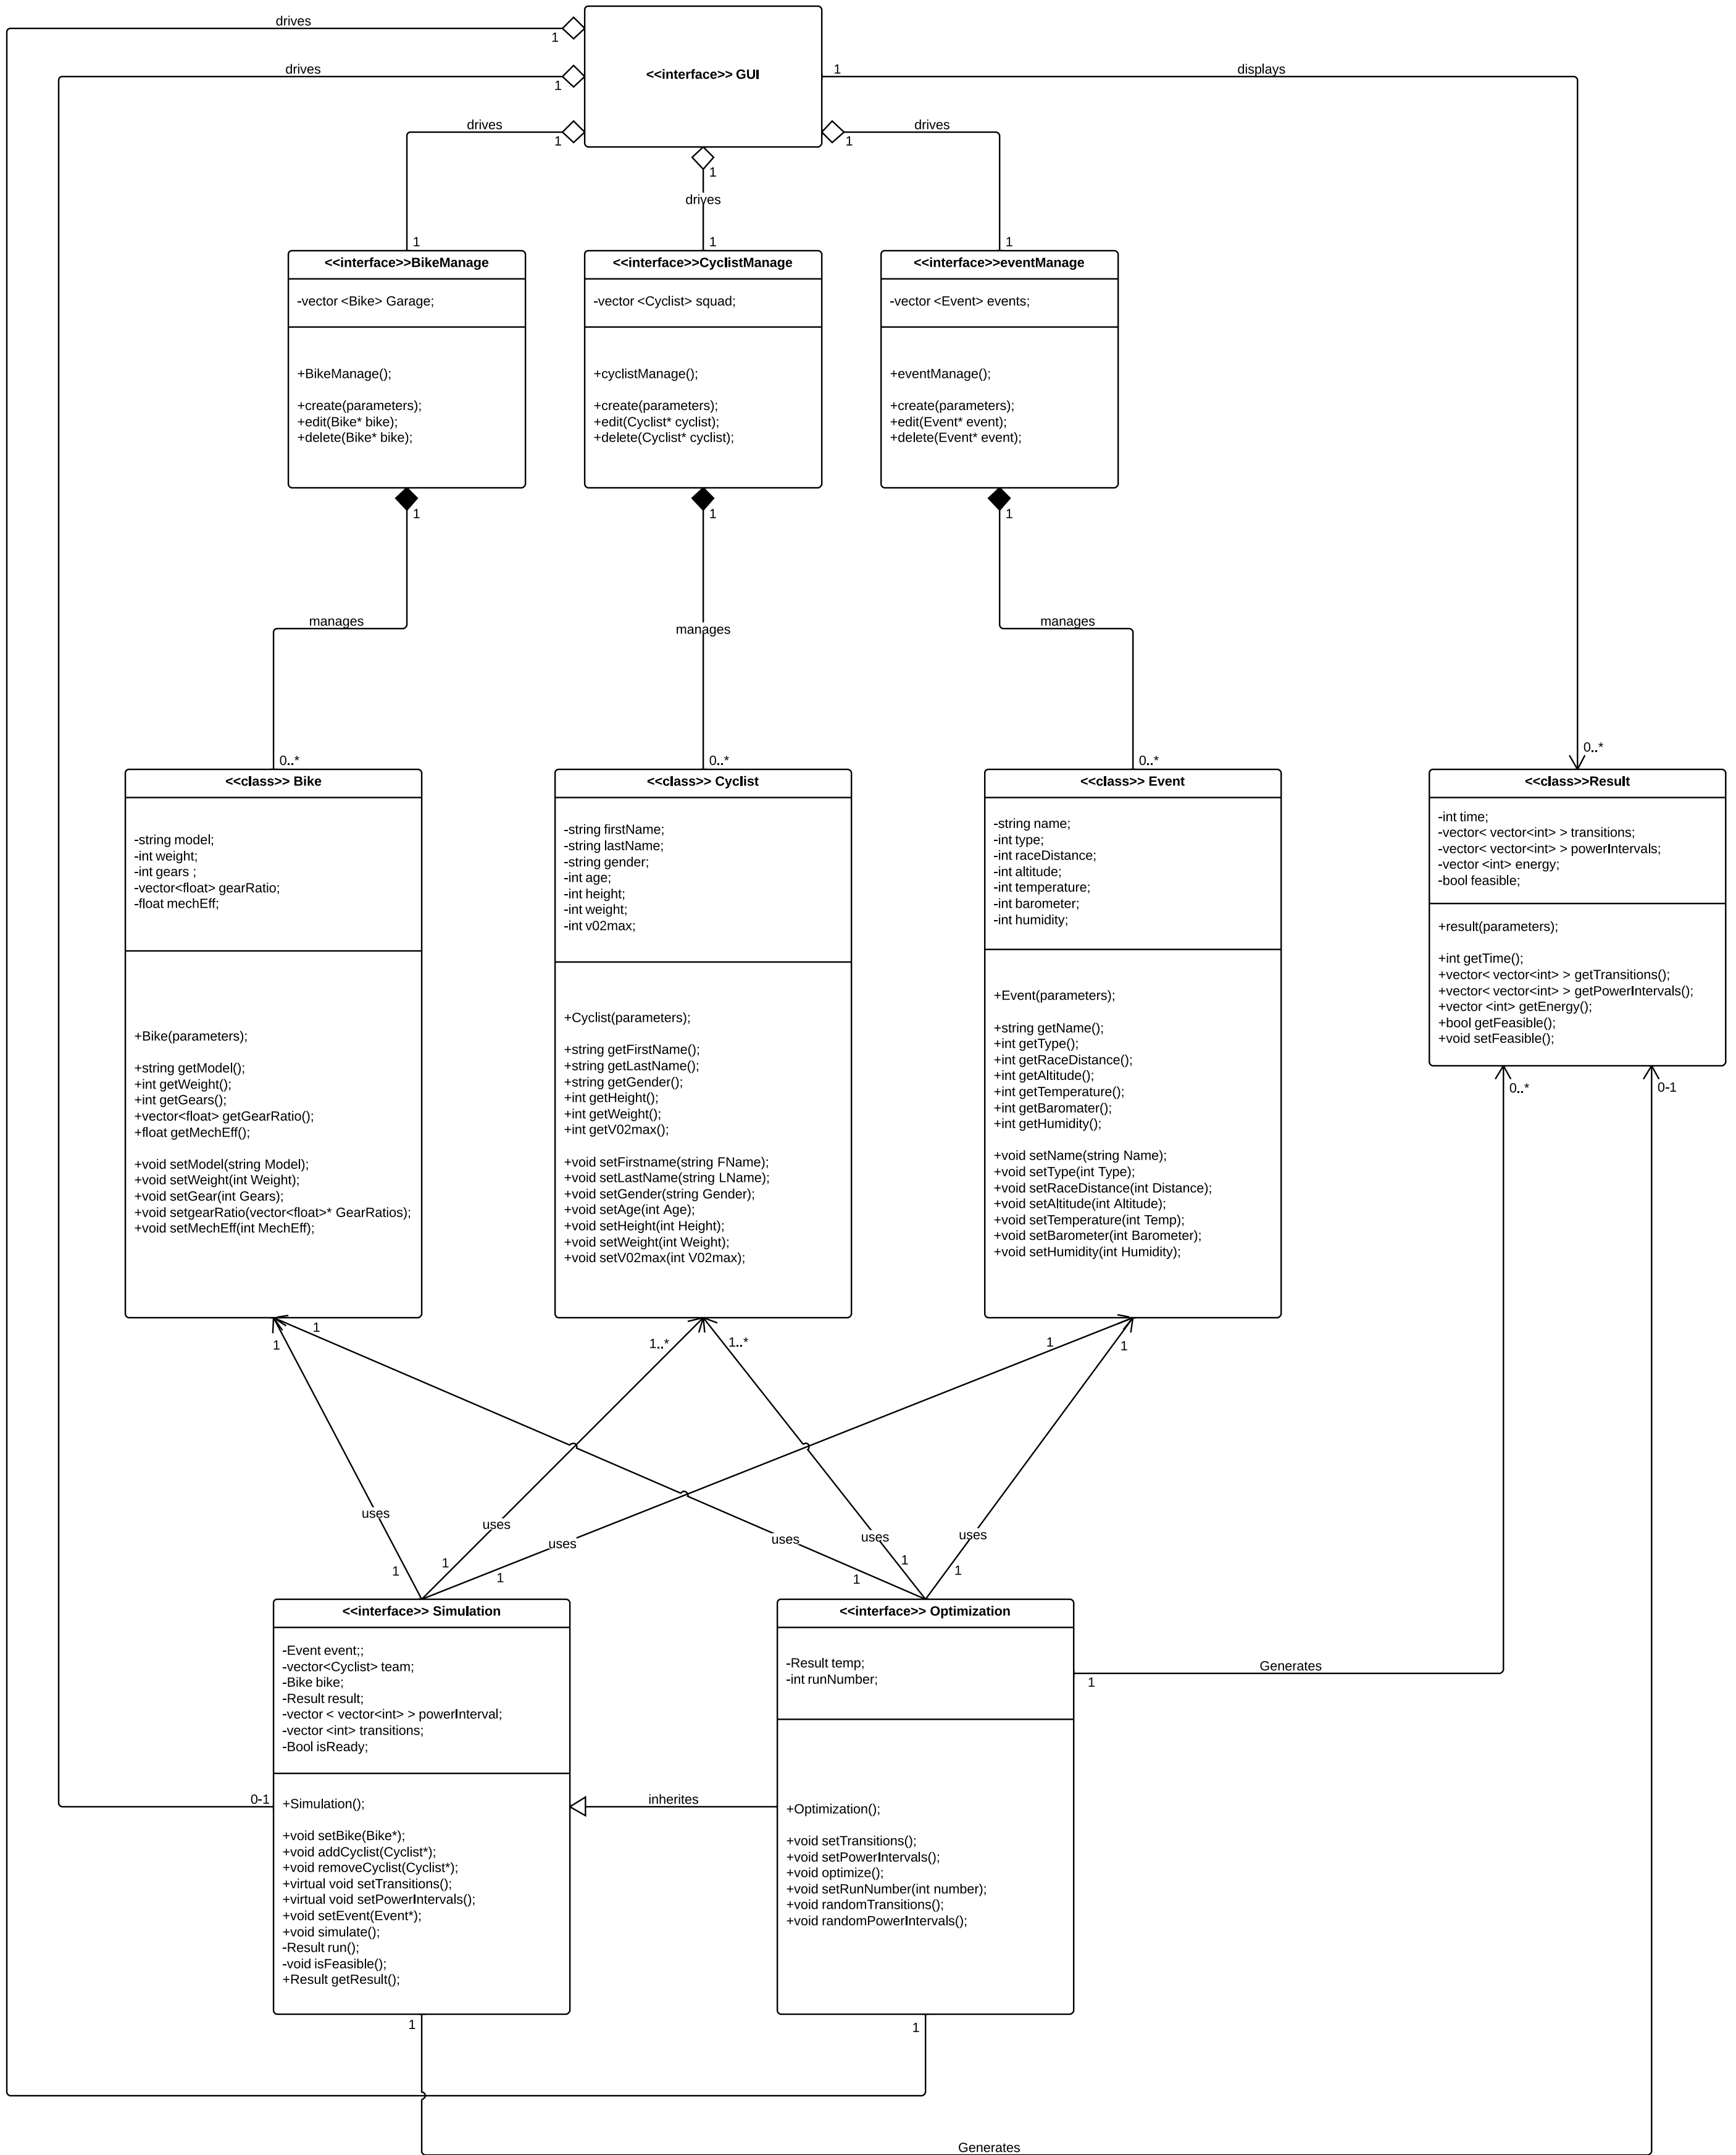 drives
1
<<interface>> GUI
drives
1
1
displays
drives
1
drives
1
1
drives
1
1
1
<<interface>>BikeManage
-vector <Bike> Garage;
+BikeManage();
+create(parameters);
+edit(Bike* bike);
+delete(Bike* bike);
1
<<interface>>CyclistManage
-vector <Cyclist> squad;
+cyclistManage();
+create(parameters);
+edit(Cyclist* cyclist);
+delete(Cyclist* cyclist);
1
<<interface>>eventManage
-vector <Event> events;
+eventManage();
+create(parameters);
+edit(Event* event);
+delete(Event* event);
1
manages
manages
manages
0..*
0..*
0..*
0..*
<<class>> Bike
-string model;
-int weight;
-int gears ;
-vector<float> gearRatio;
-float mechEff;
+Bike(parameters);
+string getModel();
+int getWeight();
+int getGears();
+vector<float> getGearRatio();
+float getMechEff();
+void setModel(string Model);
+void setWeight(int Weight);
+void setGear(int Gears);
+void setgearRatio(vector<float>* GearRatios);
+void setMechEff(int MechEff);
<<class>> Cyclist
-string firstName;
-string lastName;
-string gender;
-int age;
-int height;
-int weight;
-int v02max;
+Cyclist(parameters);
+string getFirstName();
+string getLastName();
+string getGender();
+int getHeight();
+int getWeight();
+int getV02max();
+void setFirstname(string FName);
+void setLastName(string LName);
+void setGender(string Gender);
+void setAge(int Age);
+void setHeight(int Height);
+void setWeight(int Weight);
+void setV02max(int V02max);
<<class>> Event
-string name;
-int type;
-int raceDistance;
-int altitude;
-int temperature;
-int barometer;
-int humidity;
+Event(parameters);
+string getName();
+int getType();
+int getRaceDistance();
+int getAltitude();
+int getTemperature();
+int getBaromater();
+int getHumidity();
+void setName(string Name);
+void setType(int Type);
+void setRaceDistance(int Distance);
+void setAltitude(int Altitude);
+void setTemperature(int Temp);
+void setBarometer(int Barometer);
+void setHumidity(int Humidity);
<<class>>Result
-int time;
-vector< vector<int> > transitions;
-vector< vector<int> > powerIntervals;
-vector <int> energy;
-bool feasible;
+result(parameters);
+int getTime();
+vector< vector<int> > getTransitions();
+vector< vector<int> > getPowerIntervals();
+vector <int> getEnergy();
+bool getFeasible();
+void setFeasible();
0..*
0-1
1
1
1..*
1..*
1
1
uses
uses
uses
uses
uses
uses
1
1
1
1
1
1
<<interface>> Simulation
-Event event;;
-vector<Cyclist> team;
-Bike bike;
-Result result;
-vector < vector<int> > powerInterval;
-vector <int> transitions;
-Bool isReady;
+Simulation();
+void setBike(Bike*);
+void addCyclist(Cyclist*);
+void removeCyclist(Cyclist*);
+virtual void setTransitions();
+virtual void setPowerIntervals();
+void setEvent(Event*);
+void simulate();
-Result run();
-void isFeasible();
+Result getResult();
0-1
inherites
<<interface>> Optimization
-Result temp;
-int runNumber;
+Optimization();
+void setTransitions();
+void setPowerIntervals();
+void optimize();
+void setRunNumber(int number);
+void randomTransitions();
+void randomPowerIntervals();
Generates
1
1
1
Generates